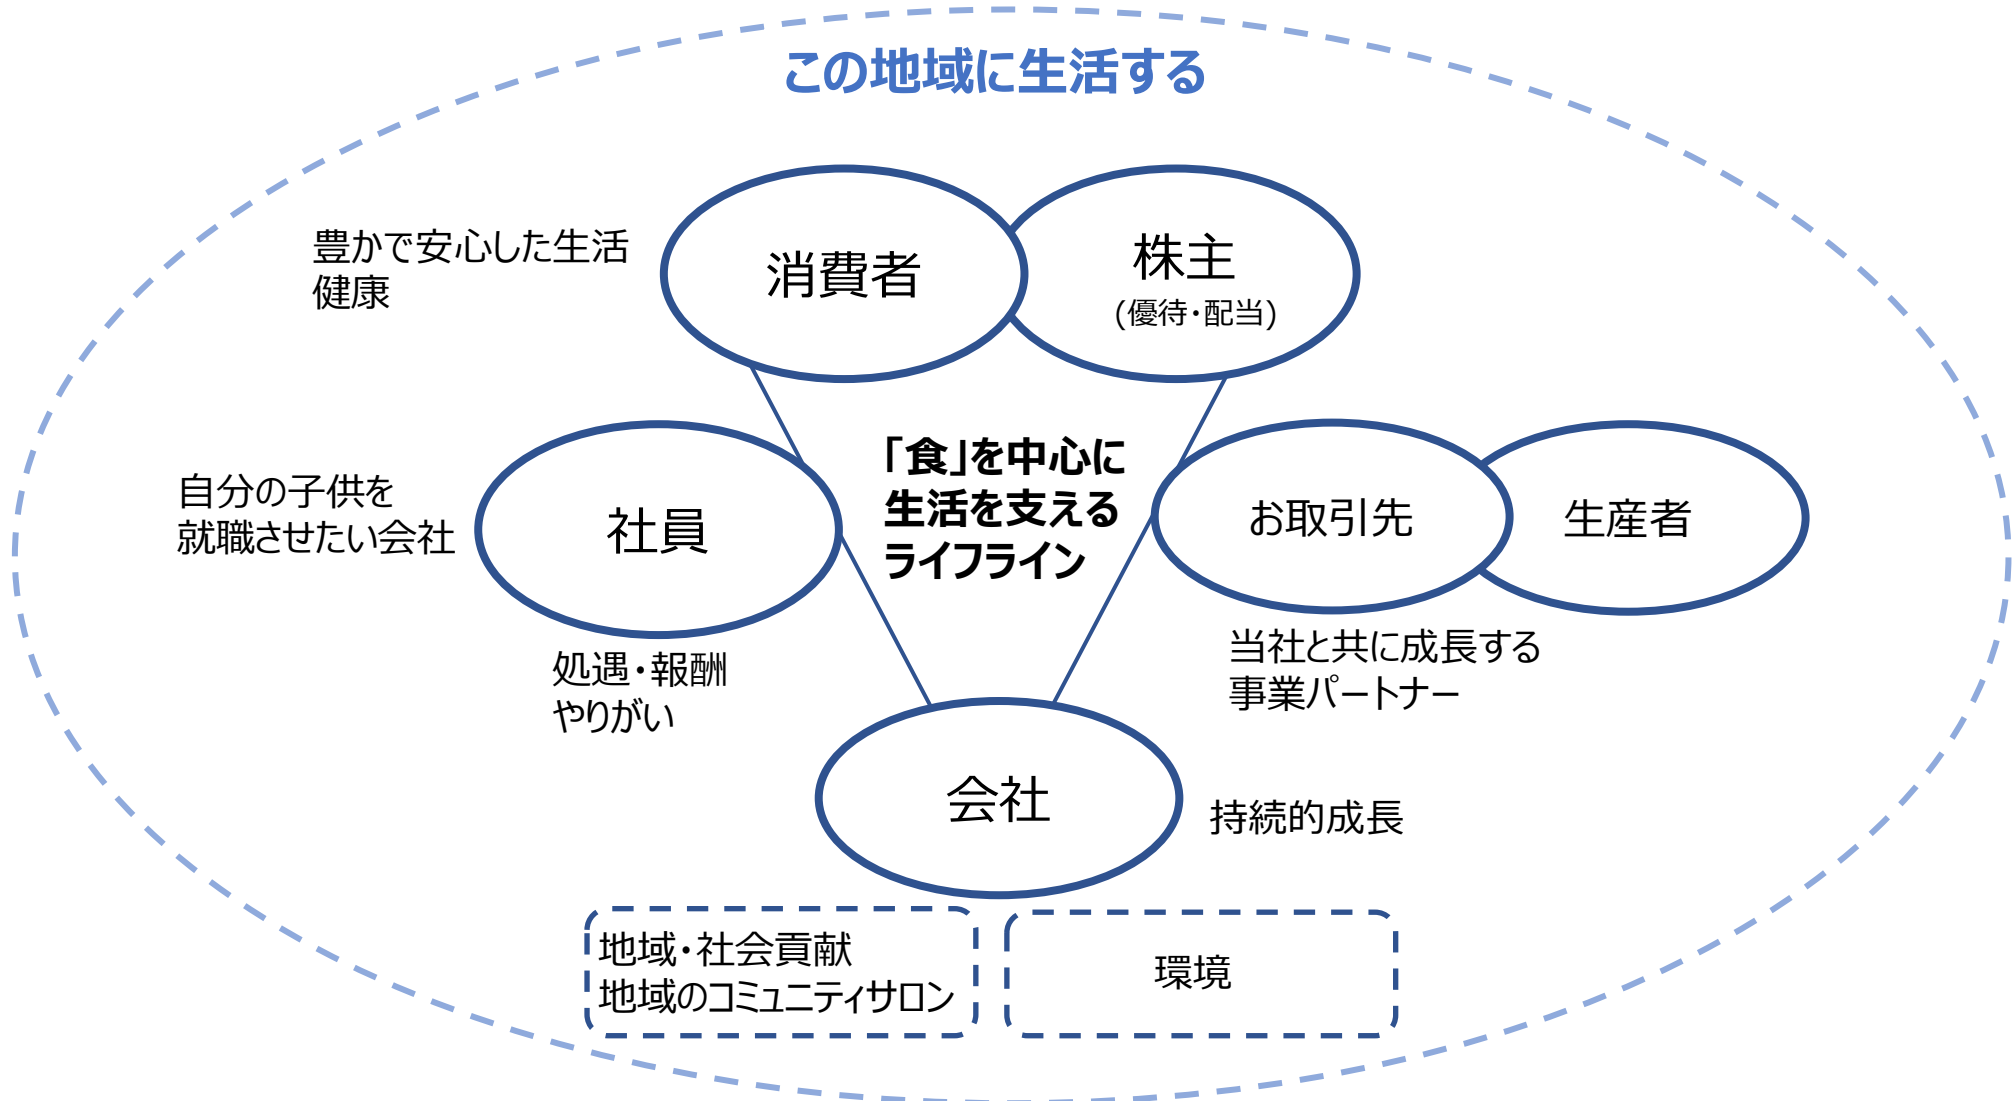 この地域に生活する
豊かで安心した生活
健康
消費者
株主
(優待・配当)
自分の子供を
就職させたい会社
社員
「食」を中心に
生活を支える
ライフライン
お取引先
生産者
処遇・報酬
やりがい
当社と共に成長する
事業パートナー
会社
持続的成長
地域・社会貢献
地域のコミュニティサロン
環境